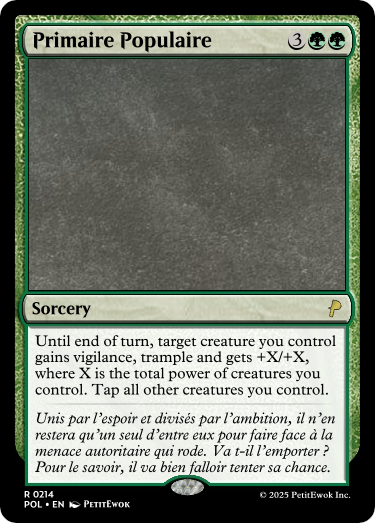 Primaire Populaire 3
Sorcery
Until end of turn, target creature you control
gains vigilance, trample and gets +X/+X,
where X is the total power of creatures you
control. Tap all other creatures you control.
Unis par l'espoir et divisés par l'ambition, il n'en
restera qu'un seul d'entre eux pour faire face à la
menace autoritaire qui rode. Va t-il l'emporter ?
Pour le savoir, il va bien falloir tenter sa chance.
R 0214
POL • EN PetitEwok
© 2025 PetitEwok Inc.